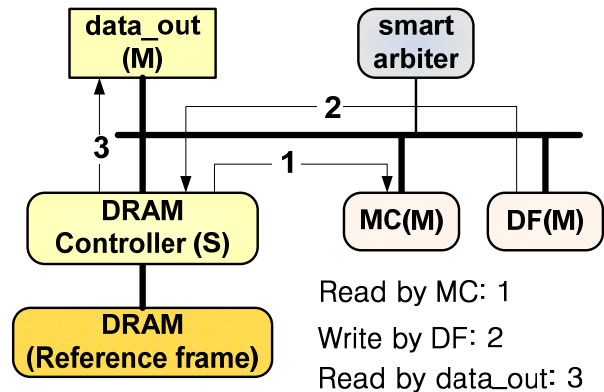 data_out
(M)
smart
arbiter
2
3
1
DRAM
Controller (S)
MC(M)
DF(M)
DRAM
(Reference frame)
Read by MC: 1
Write by DF: 2
Read by data_out: 3